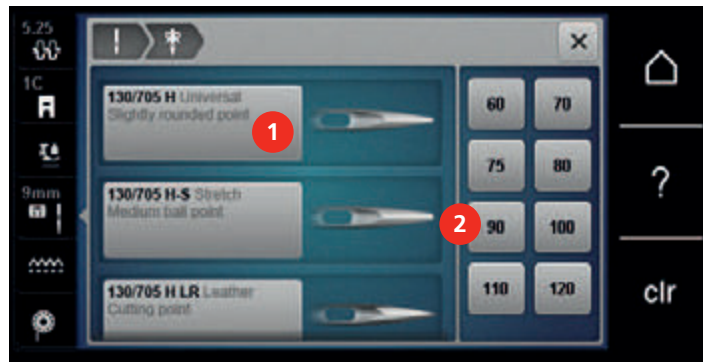 5.25
1C
9mm
130/705 H Universal
Slightly rounded point
1
130/705 H-S Stretch
Medium ball point
2
130/705 H LR Leather
Cutting point
60
70
75
80
90
100
110
120
?
clr